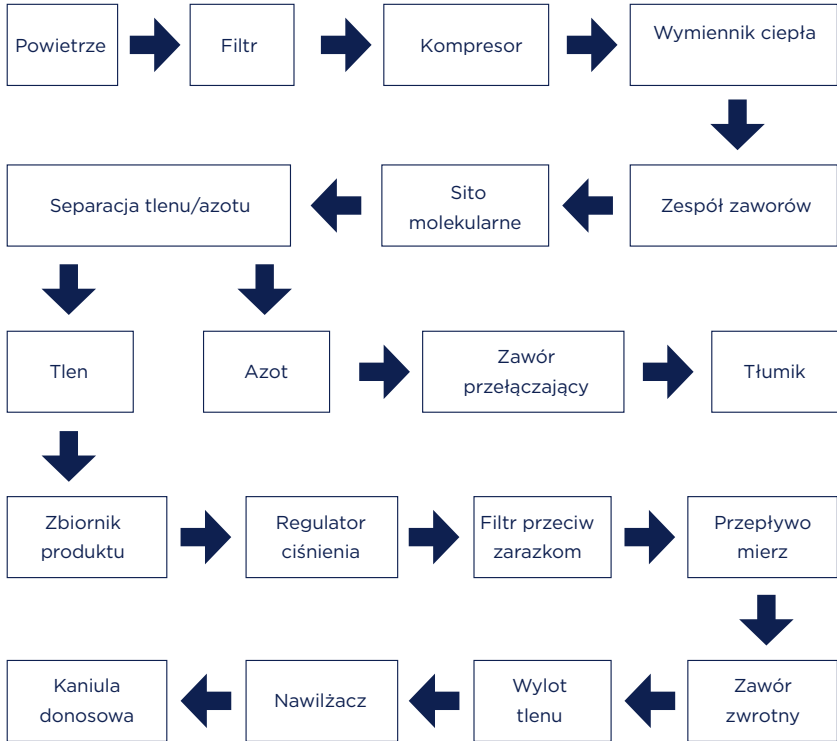 Powietrze
Filtr
Kompresor
Wymiennik ciepła
Separacja tlenu/azotu
Sito
molekularne
Zespół zaworów
Tlen
Azot
Zawór
przełączający
Tłumik
Zbiornik
produktu
Regulator
ciśnienia
Filtr przeciw
zarazkom
Przepływo
mierz
Kaniula
donosowa
Nawilżacz
Wylot
tlenu
Zawór
zwrotny